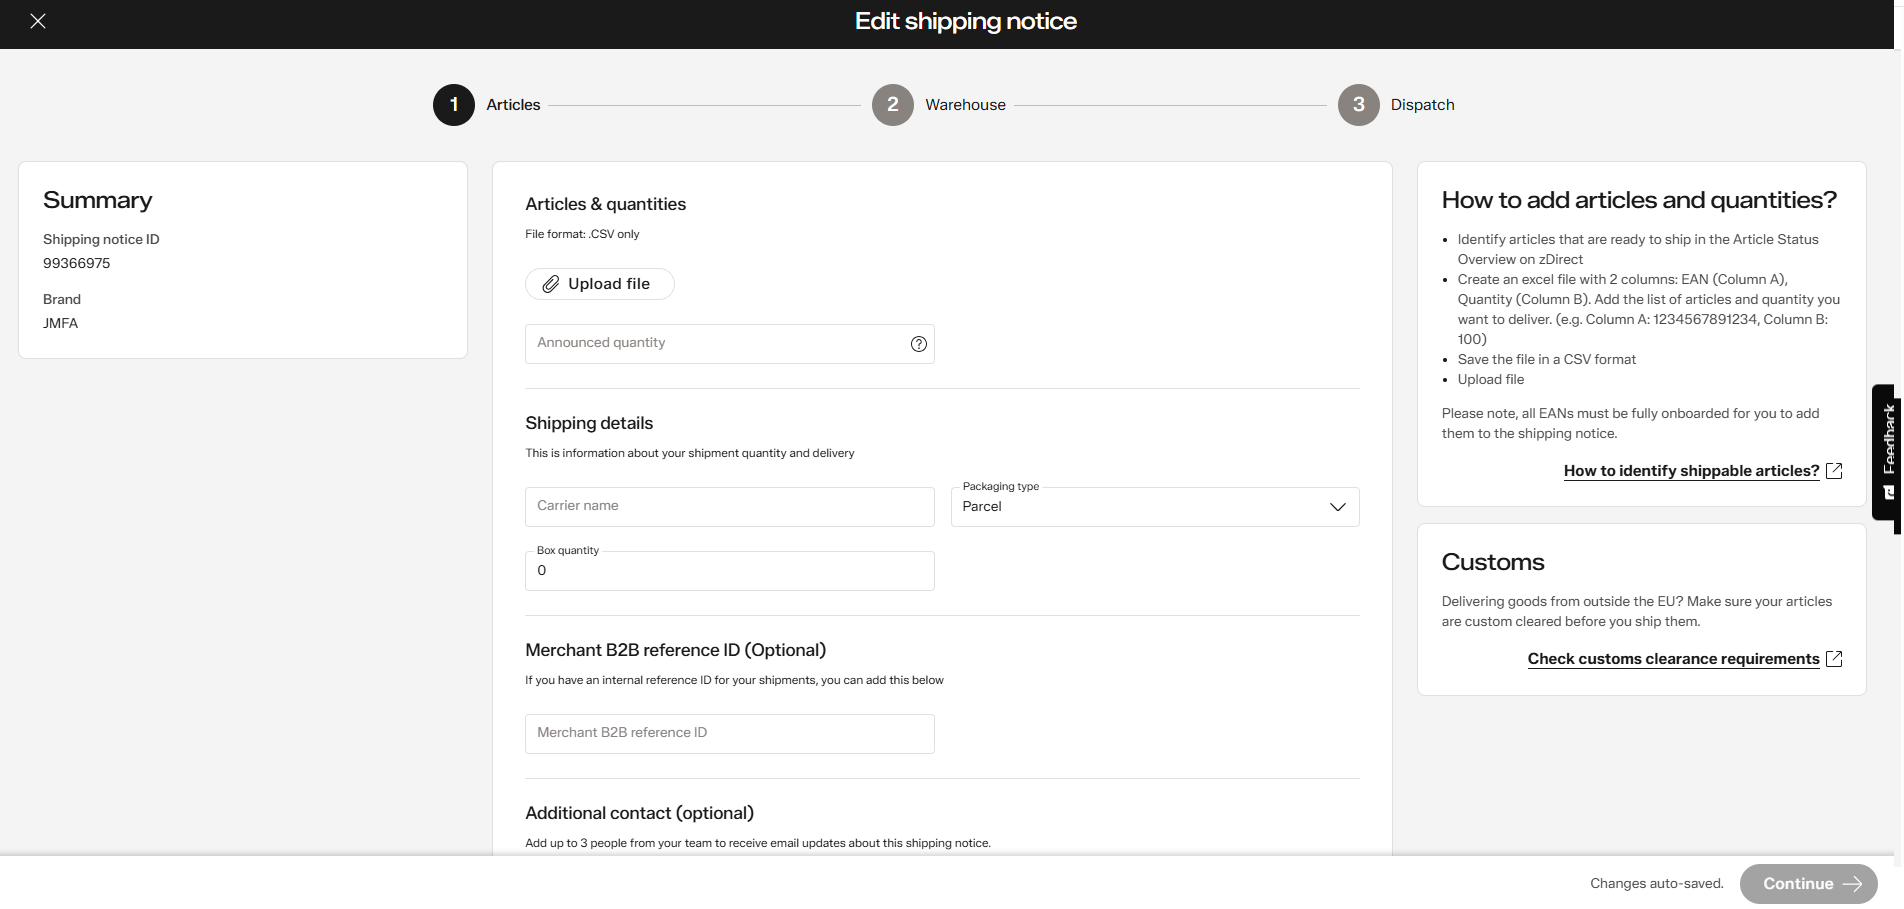 Edit shipping notice
1 Articles
2 Warehouse
3 Dispatch
Summary
Shipping notice ID
99366975
Brand
JMFA
Articles & quantities
File format: .CSV only
Upload file
Announced quantity
?
Shipping details
This is information about your shipment quantity and delivery
Carrier name
Packaging type
Parcel
Box quantity
0
Merchant B2B reference ID (Optional)
If you have an internal reference ID for your shipments, you can add this below
Merchant B2B reference ID
Additional contact (optional)
Add up to 3 people from your team to receive email updates about this shipping notice.
How to add articles and quantities?
• Identify articles that are ready to ship in the Article Status
Overview on zDirect
• Create an excel file with 2 columns: EAN (Column A),
Quantity (Column B). Add the list of articles and quantity you
want to deliver. (e.g. Column A: 1234567891234, Column B:
100)
• Save the file in a CSV format
• Upload file
Please note, all EANs must be fully onboarded for you to add
them to the shipping notice.
How to identify shippable articles?
Customs
Delivering goods from outside the EU? Make sure your articles
are custom cleared before you ship them.
Check customs clearance requirements
Feedback
Changes auto-saved.
Continue